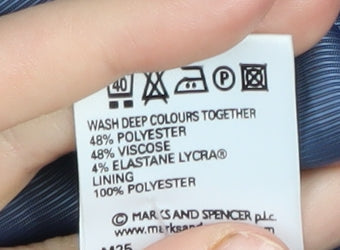 40 P
WASH DEEP COLOURS TOGETHER
48% POLYESTER
48% VISCOSE
4% ELASTANE LYCRA®
LINING
100% POLYESTER
© MARKS AND SPENCER p.l.c.